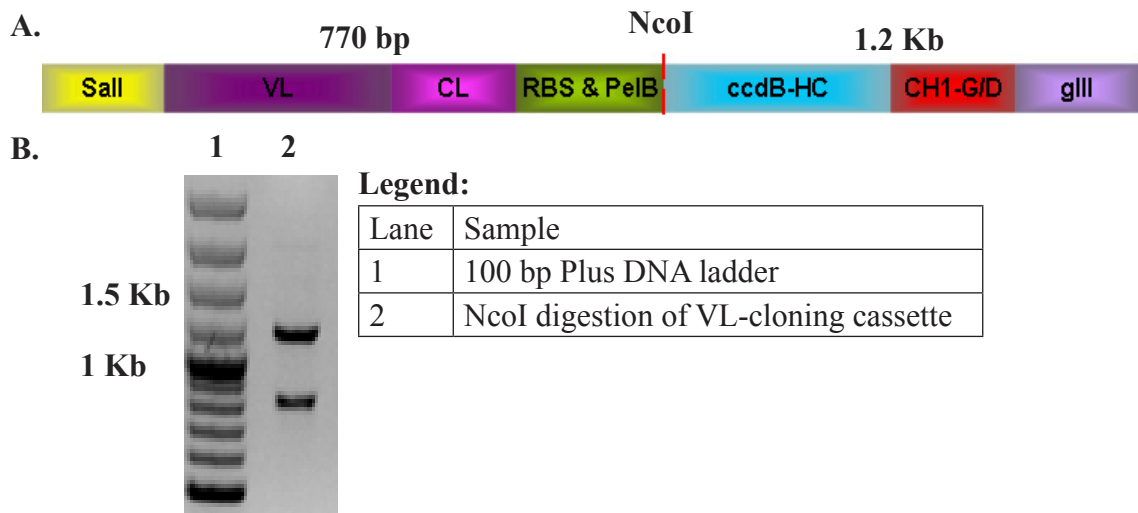 A.
770 bp
NcoI
1.2 Kb
SalI
VL
CL
RBS & PelB
ccdB-HC
CH1-G/D
gIII
B.
1 2
Legend:
Lane Sample
1 100 bp Plus DNA ladder
2 NcoI digestion of VL-cloning cassette
1.5 Kb
1 Kb